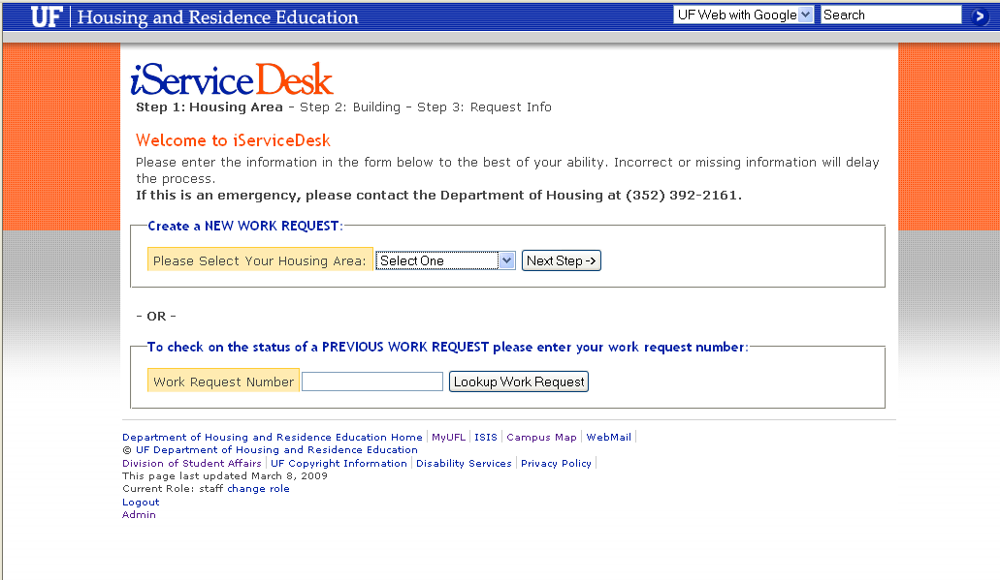 UF Housing and Residence Education UF Web with Google Search
iServiceDesk
Step 1: Housing Area - Step 2: Building - Step 3: Request Info
Welcome to iServiceDesk
Please enter the information in the form below to the best of your ability. Incorrect or missing information will delay
the process.
If this is an emergency, please contact the Department of Housing at (352) 392-2161.
Create a NEW WORK REQUEST:
Please Select Your Housing Area: Select One Next Step ->
- OR -
To check on the status of a PREVIOUS WORK REQUEST please enter your work request number:
Work Request Number Lookup Work Request
Department of Housing and Residence Education Home | MyUFL | ISIS | Campus Map | WebMail |
© UF Department of Housing and Residence Education
Division of Student Affairs | UF Copyright Information | Disability Services | Privacy Policy |
This page last updated March 8, 2009
Current Role: staff change role
Logout
Admin